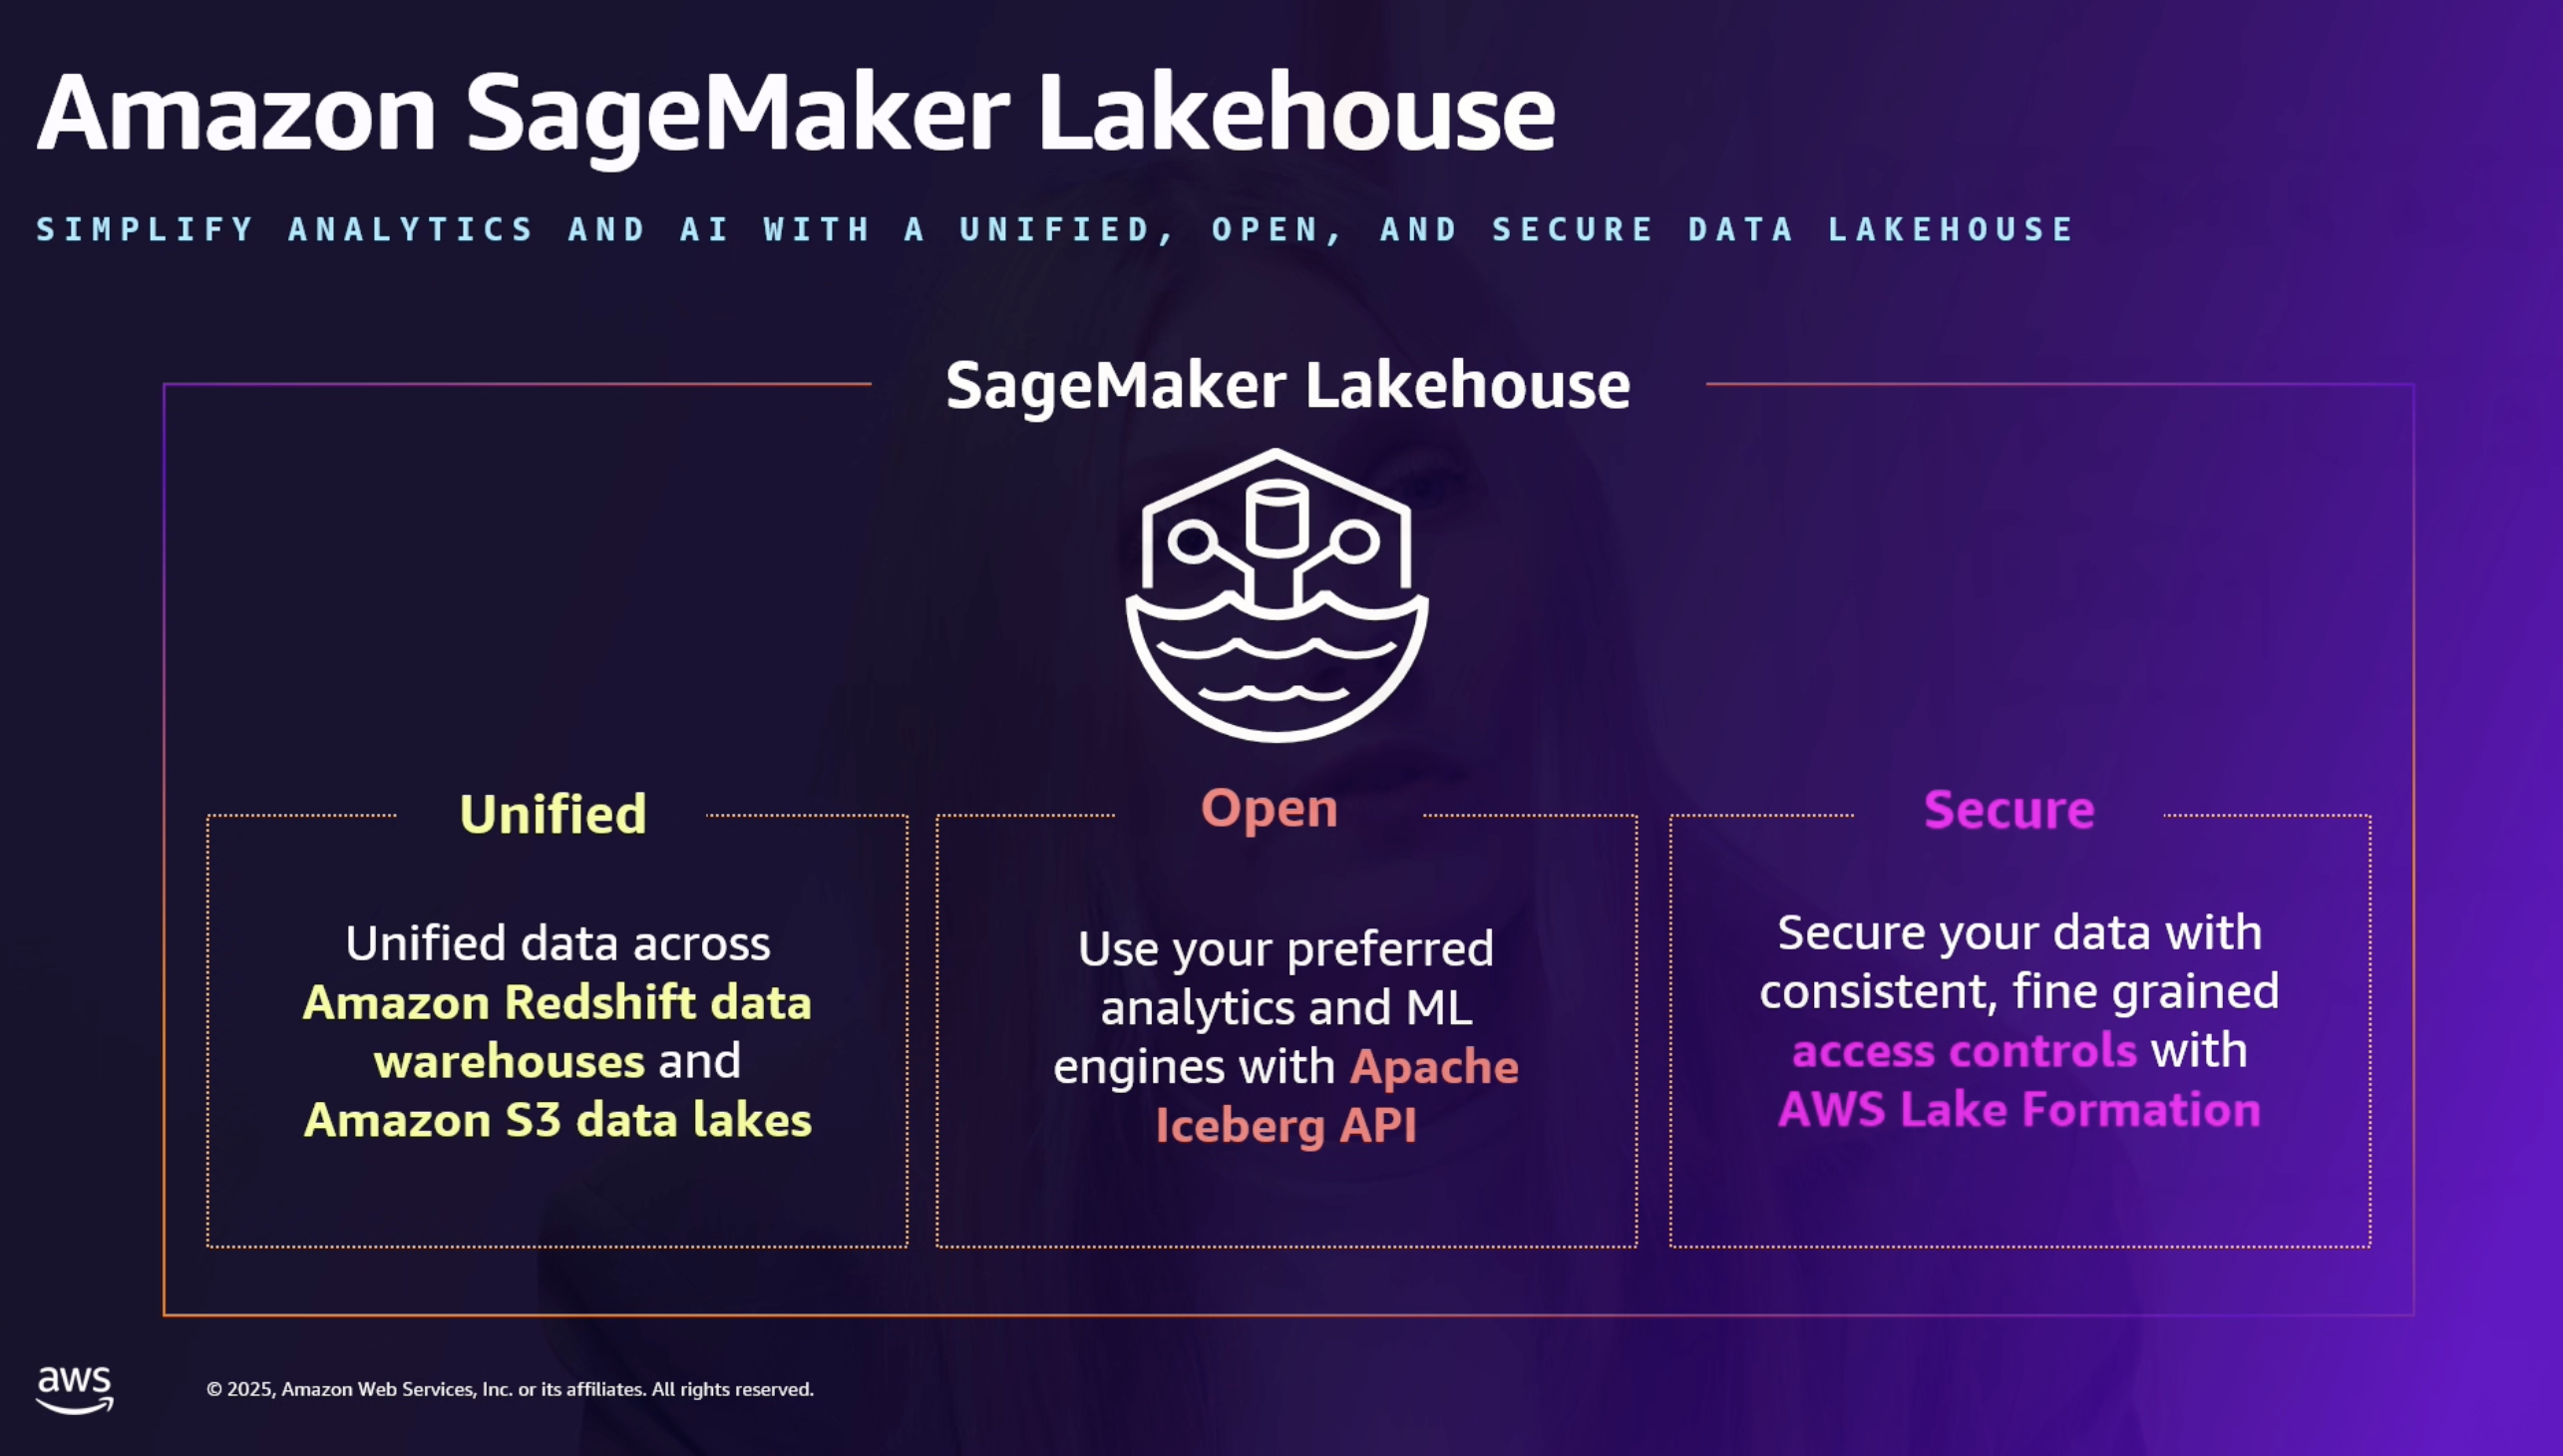 Amazon SageMaker Lakehouse
SIMPLIFY ANALYTICS AND AI WITH A UNIFIED, OPEN, AND SECURE DATA LAKEHOUSE
SageMaker Lakehouse
Unified
Unified data across
Amazon Redshift data
warehouses and
Amazon S3 data lakes
Open
Use your preferred
analytics and ML
engines with Apache
Iceberg API
Secure
Secure your data with
consistent, fine grained
access controls with
AWS Lake Formation
aws
© 2025, Amazon Web Services, Inc. or its affiliates. All rights reserved.